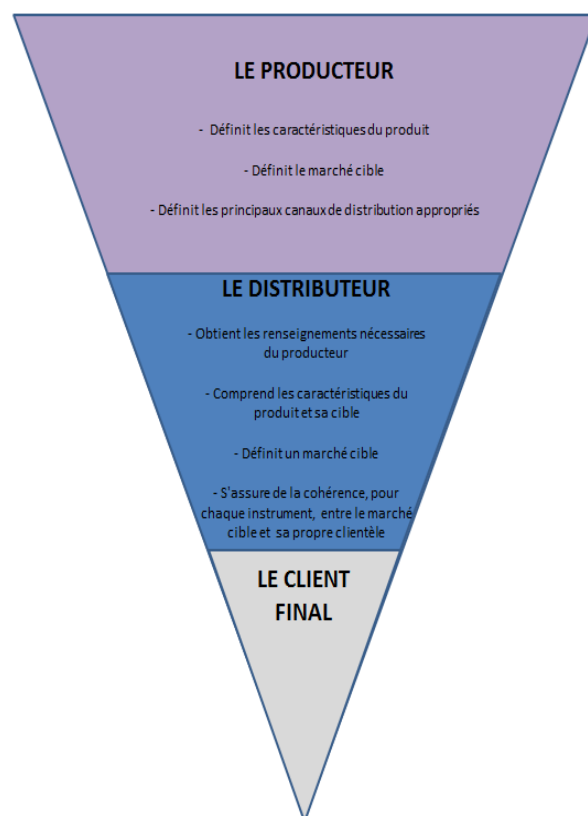 LE PRODUCTEUR
- Définit les caractéristiques du produit
- Définit le marché cible
- Définit les principaux canaux de distribution appropriés
LE DISTRIBUTEUR
- Obtient les renseignements nécessaires
du producteur
- Comprend les caractéristiques du
produit et sa cible
- Définit un marché cible
- S'assure de la cohérence, pour
chaque instrument, entre le marché
cible et sa propre clientèle
LE CLIENT
FINAL